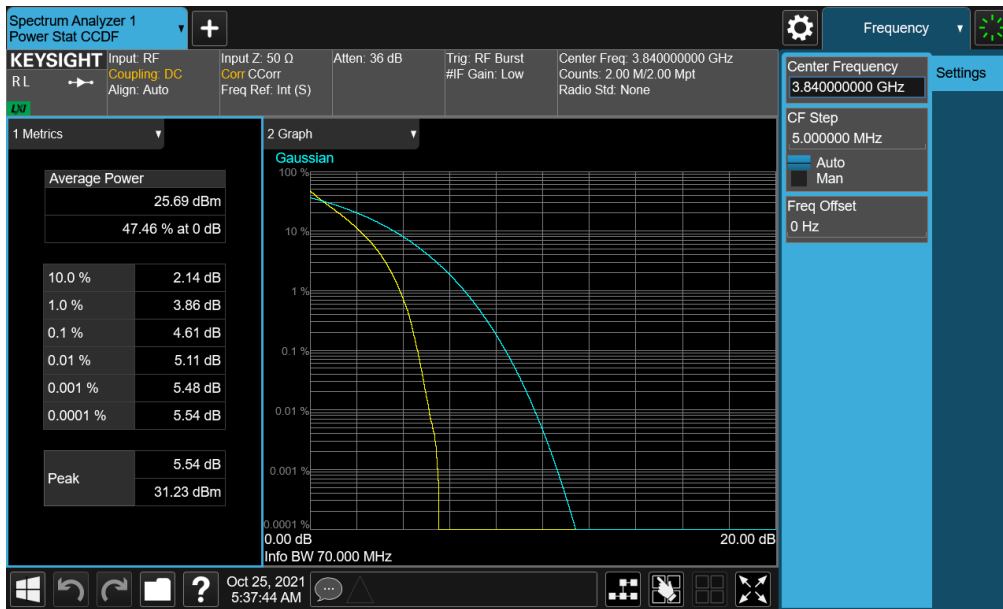 Spectrum Analyzer 1
Power Stat CCDF
Frequency
KEYSIGHT
R L
LXI
Input: RF
Coupling: DC
Align: Auto
Input Z: 50 Ω
Corr CCorr
Freq Ref: Int (S)
Atten: 36 dB
Trig: RF Burst
#IF Gain: Low
Center Freq: 3.840000000 GHz
Counts: 2.00 M/2.00 Mpt
Radio Std: None
Center Frequency
3.840000000 GHz
Settings
CF Step
5.000000 MHz
Auto
Man
Freq Offset
0 Hz
1 Metrics
Average Power
25.69 dBm
47.46 % at 0 dB
10.0 % 2.14 dB
1.0 % 3.86 dB
0.1 % 4.61 dB
0.01 % 5.11 dB
0.001 % 5.48 dB
0.0001 % 5.54 dB
Peak
5.54 dB
31.23 dBm
2 Graph
Gaussian
100 %
10 %
1 %
0.1 %
0.01 %
0.001 %
0.0001 %
0.00 dB 20.00 dB
Info BW 70.000 MHz
?
Oct 25, 2021
5:37:44 AM